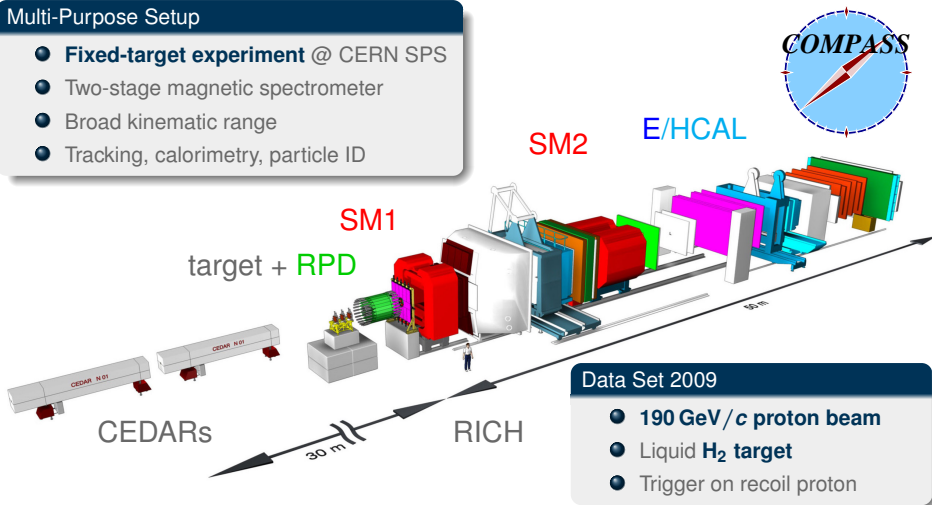 Multi-Purpose Setup
Fixed-target experiment @ CERN SPS
Two-stage magnetic spectrometer
Broad kinematic range
Tracking, calorimetry, particle ID
COMPASS
E/HCAL
SM2
SM1
target + RPD
50 m
CEDAR N 01
CEDAR N 01
CEDARs
RICH
30 m
Data Set 2009
190 GeV/c proton beam
Liquid H₂ target
Trigger on recoil proton